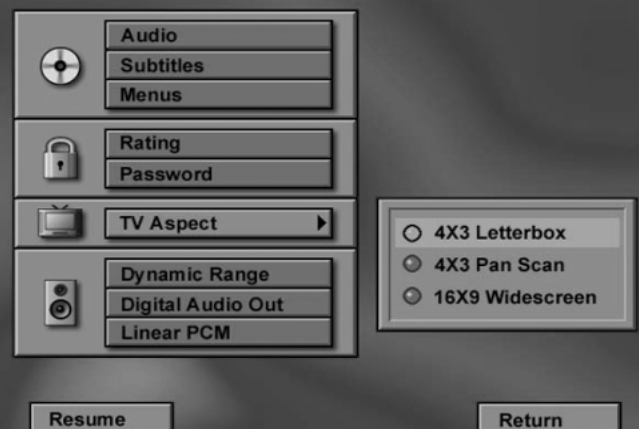 Audio
Subtitles
Menus
Rating
Password
TV Aspect
4X3 Letterbox
4X3 Pan Scan
16X9 Widescreen
Dynamic Range
Digital Audio Out
Linear PCM
Resume
Return